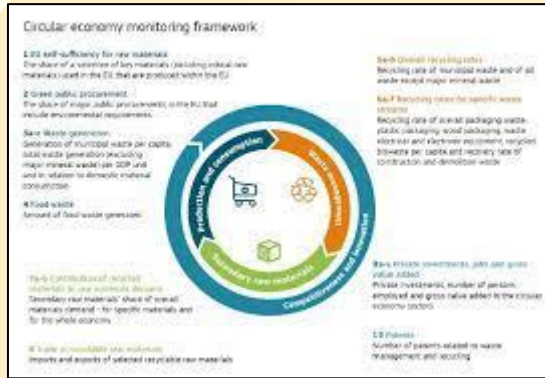 Circular economy monitoring framework
1 EU self-sufficiency for raw materials
The share of a selection of key materials (including critical raw
materials) used in the EU that are produced within the EU
2 Green public procurement
The share of major public procurements in the EU that
include environmental requirements
3a-c Waste generation
Generation of municipal waste per capita,
total waste generation (excluding
major mineral waste) per GDP unit
and in relation to domestic material
consumption
4 Food waste
Amount of food waste generated
5a-b Overall recycling rates
Recycling rate of municipal waste and of all
waste except major mineral waste
6a-f Recycling rates for specific waste
streams
Recycling rate of overall packaging waste,
plastic packaging, wood packaging, waste
electrical and electronic equipment, recycled
biowaste per capita and recovery rate of
construction and demolition waste
Production and consumption
Waste management
Secondary raw materials
Competitiveness and innovation
7a-b Contribution of recycled
materials to raw materials demand
Secondary raw materials' share of overall
materials demand - for specific materials and
for the whole economy
8 Trade in recyclable raw materials
Imports and exports of selected recyclable raw materials
9a-c Private investments, jobs and gross
value added
Private investments, number of persons
employed and gross value added in the circular
economy sectors
10 Patents
Number of patents related to waste
management and recycling